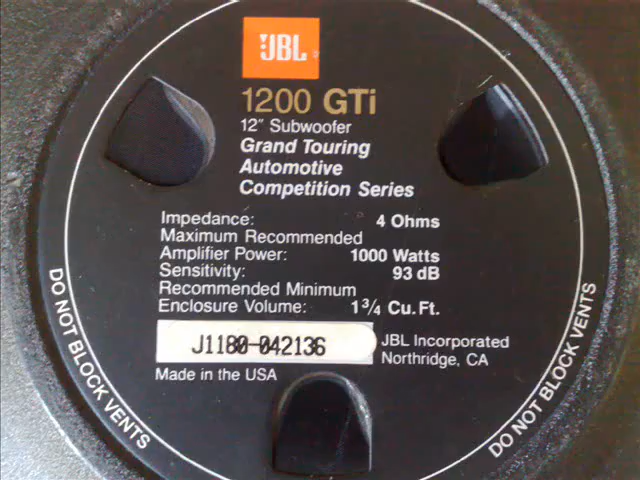 JBL
1200 GTi
12" Subwoofer
Grand Touring
Automotive
Competition Series
Impedance: 4 Ohms
Maximum Recommended
Amplifier Power: 1000 Watts
Sensitivity: 93 dB
Recommended Minimum
Enclosure Volume: 1 3/4 Cu. Ft.
J1180-042136
JBL Incorporated
Northridge, CA
Made in the USA
DO NOT BLOCK VENTS
DO NOT BLOCK VENTS